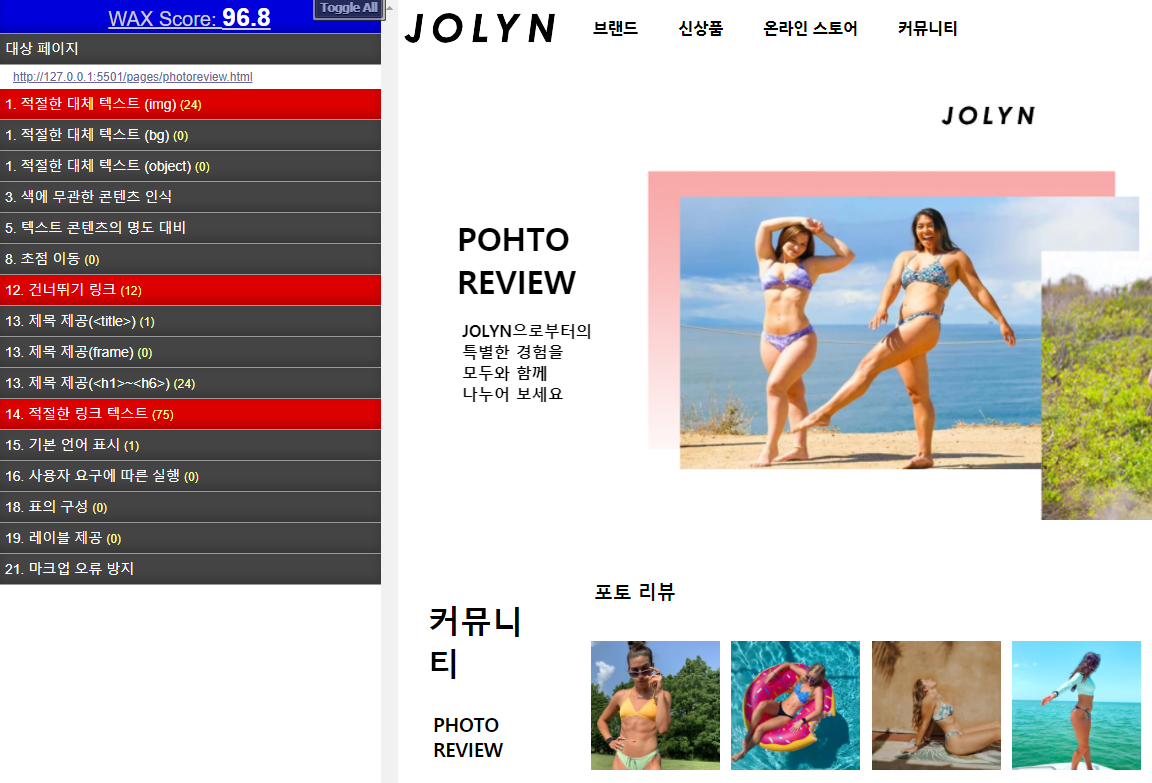 WAX Score: 96.8
Toggle All
대상 페이지
http://127.0.0.1:5501/pages/photoreview.html
1. 적절한 대체 텍스트 (img) (24)
1. 적절한 대체 텍스트 (bg) (0)
1. 적절한 대체 텍스트 (object) (0)
3. 색에 무관한 콘텐츠 인식
5. 텍스트 콘텐츠의 명도 대비
8. 초점 이동 (0)
12. 건너뛰기 링크 (12)
13. 제목 제공(<title>) (1)
13. 제목 제공(frame) (0)
13. 제목 제공(<h1>~<h6>) (24)
14. 적절한 링크 텍스트 (75)
15. 기본 언어 표시 (1)
16. 사용자 요구에 따른 실행 (0)
18. 표의 구성 (0)
19. 레이블 제공 (0)
21. 마크업 오류 방지
JOLYN
브랜드
신상품
온라인 스토어
커뮤니티
JOLYN
POHTO
REVIEW
JOLYN으로부터의
특별한 경험을
모두와 함께
나누어 보세요
커뮤니
티
PHOTO
REVIEW
포토 리뷰